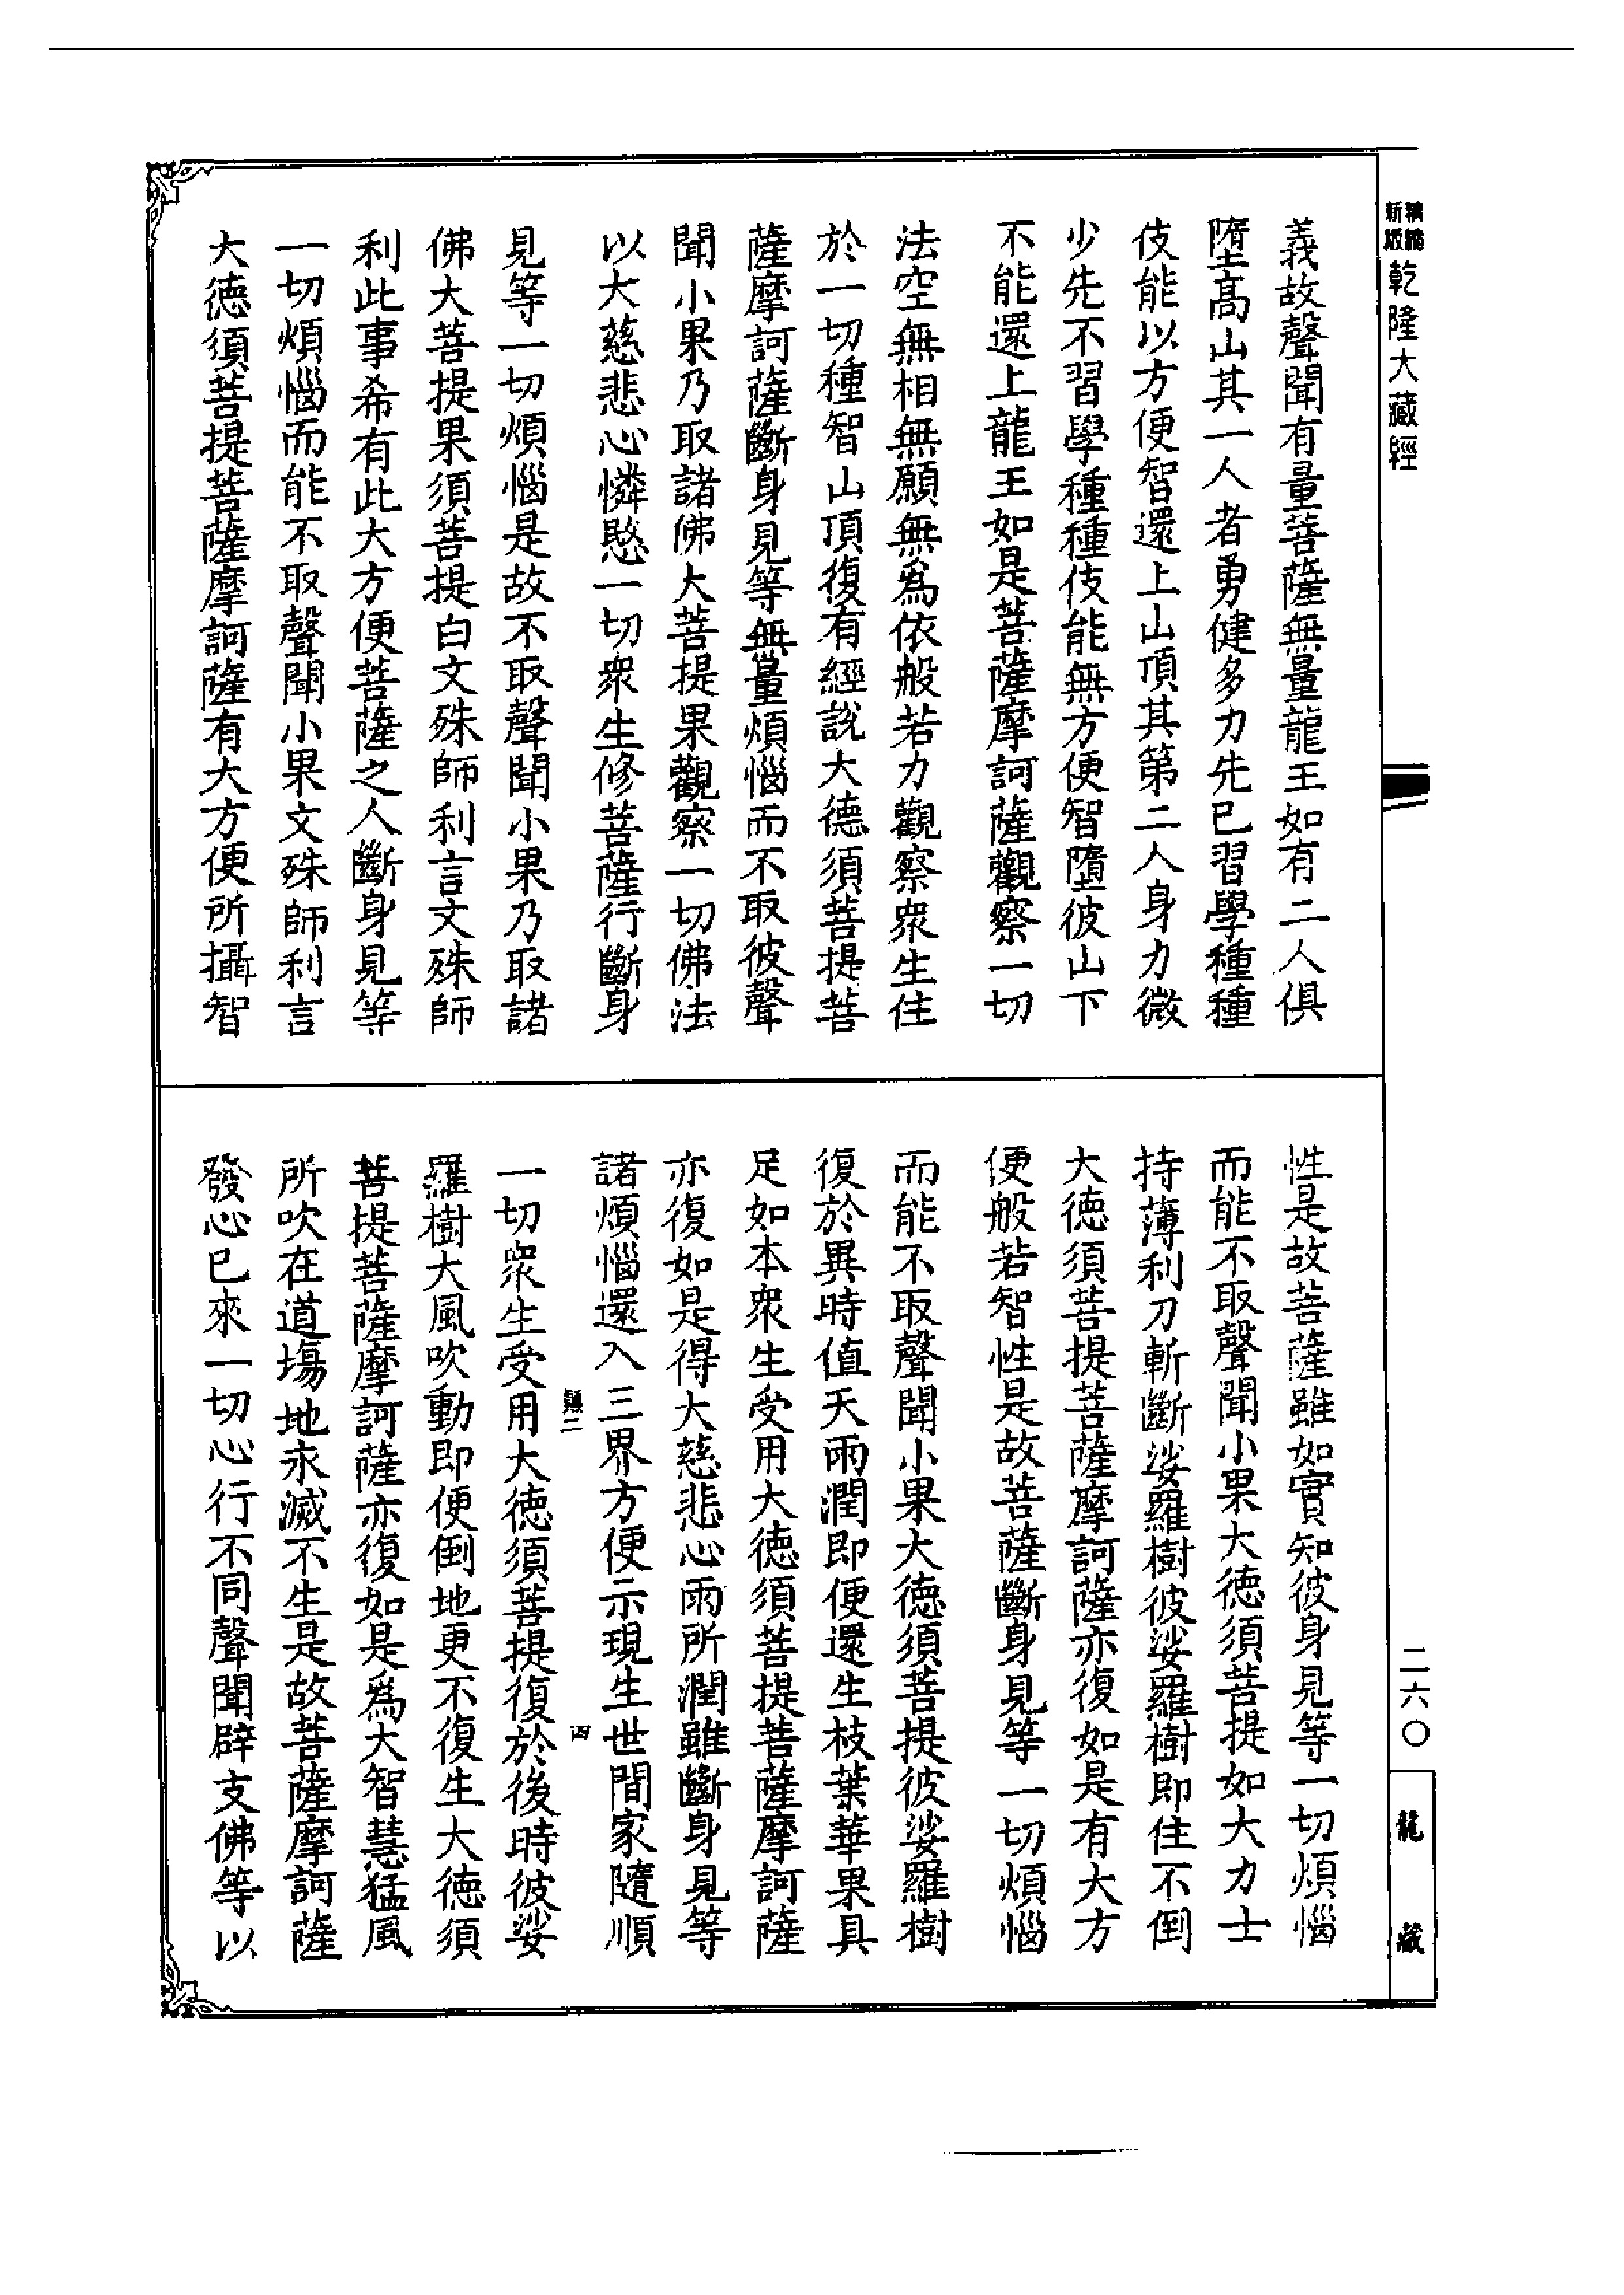 精編新版乾隆大藏經
義故聲聞有量菩薩無量龍王如有二人俱
墮高山其一人者勇健多力先已習學種種
伎能以方便智還上山頂其第二人身力微
少先不習學種種伎能無方便智墮彼山下
不能還上龍王如是菩薩摩訶薩觀察一切
法空無相無願無為依般若力觀察眾生住
於一切種智山頂復有經說大德須菩提菩
薩摩訶薩斷身見等無量煩惱而不取彼聲
聞小果乃取諸佛大菩提果觀察一切佛法
以大慈悲心憐愍一切眾生修菩薩行斷身
見等一切煩惱是故不取聲聞小果乃取諸
佛大菩提果須菩提白文殊師利言文殊師
利此事希有此大方便菩薩之人斷身見等
一切煩惱而能不取聲聞小果文殊師利言
大德須菩提菩薩摩訶薩有大方便所攝智
性是故菩薩雖如實知彼身見等一切煩惱
而能不取聲聞小果大德須菩提如大力士
持薄利刀斬斷娑羅樹彼娑羅樹即住不倒
大德須菩提菩薩摩訶薩亦復如是有大方
便般若智性是故菩薩斷身見等一切煩惱
而能不取聲聞小果大德須菩提彼娑羅樹
復於異時值天雨潤即便還生枝葉華果具
足如本眾生受用大德須菩提菩薩摩訶薩
亦復如是得大慈悲心雨所潤雖斷身見等
諸煩惱還入三界方便示現生世間家隨順
二 四
一切眾生受用大德須菩提復於後時彼娑
羅樹大風吹動即便倒地更不復生大德須
菩提菩薩摩訶薩亦復如是為大智慧猛風
所吹在道場地永滅不生是故菩薩摩訶薩
發心已來一切心行不同聲聞辟支佛等以
二六〇
龍藏